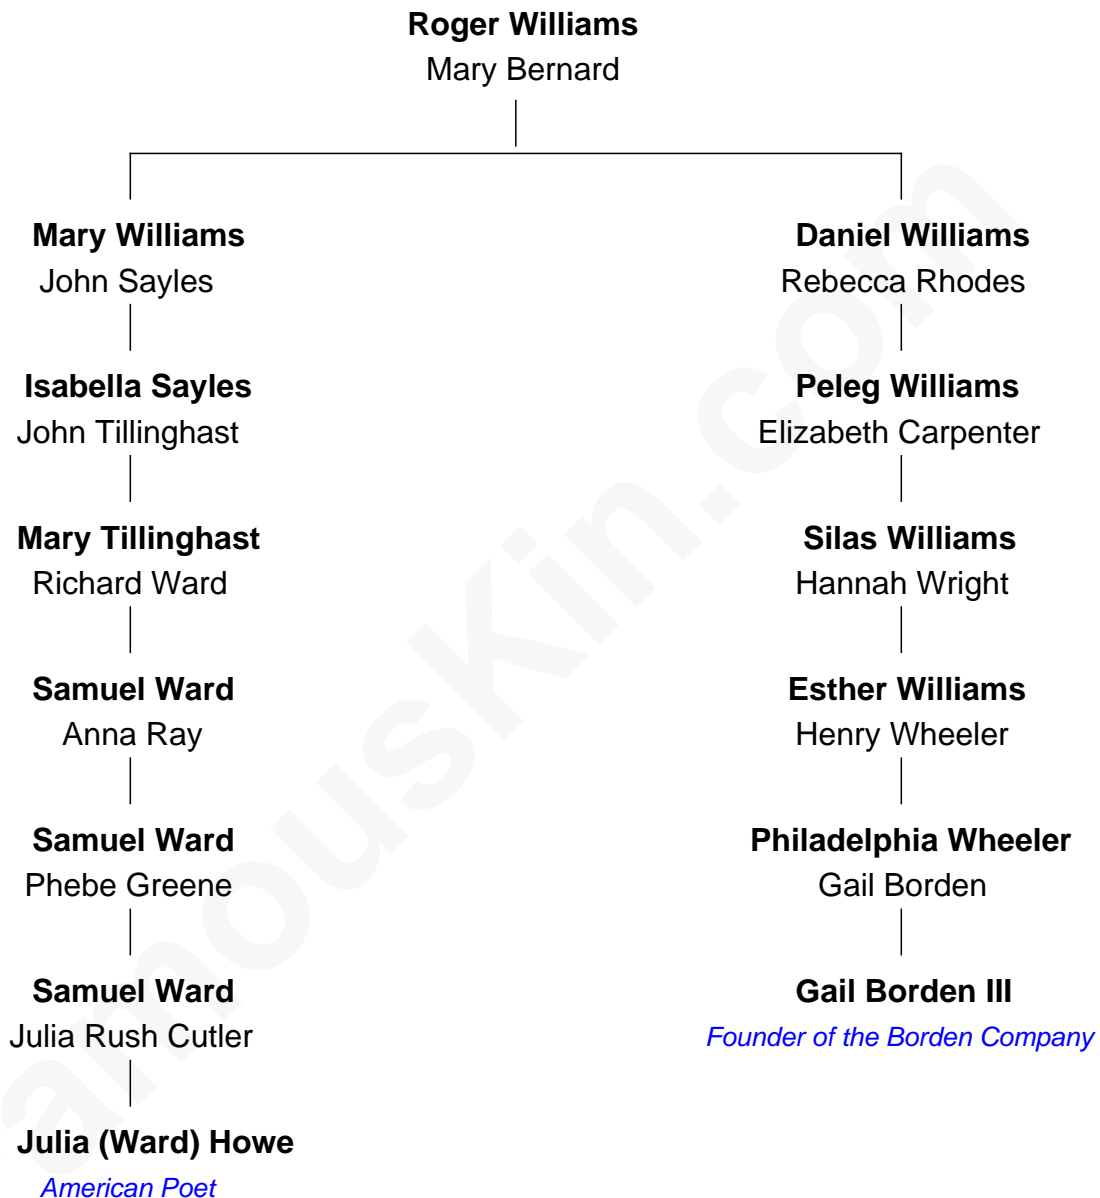 Roger Williams
Mary Bernard
Mary Williams
John Sayles
Daniel Williams
Rebecca Rhodes
Isabella Sayles
John Tillinghast
Peleg Williams
Elizabeth Carpenter
Mary Tillinghast
Richard Ward
Silas Williams
Hannah Wright
Samuel Ward
Anna Ray
Esther Williams
Henry Wheeler
Samuel Ward
Phebe Greene
Philadelphia Wheeler
Gail Borden
Samuel Ward
Julia Rush Cutler
Gail Borden III
Founder of the Borden Company
Julia (Ward) Howe
American Poet
amouskin.com